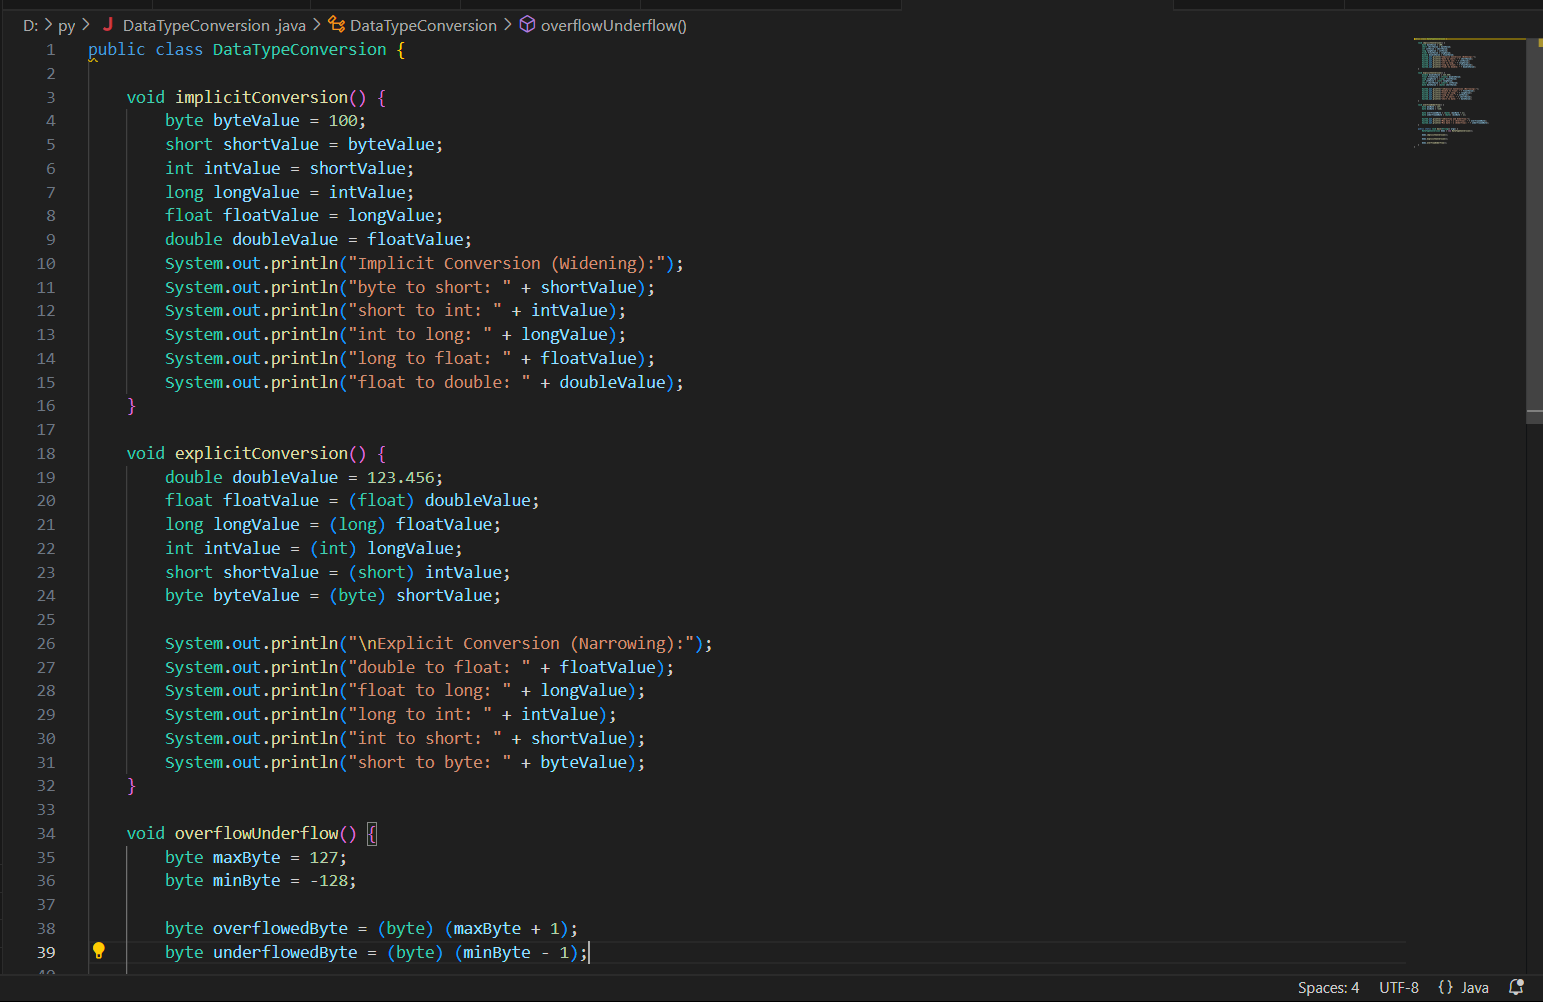 D: > py > J DataTypeConversion .java > DataTypeConversion > overflowUnderflow()
1 public class DataTypeConversion {
2
3 void implicitConversion() {
4 byte byteValue = 100;
5 short shortValue = byteValue;
6 int intValue = shortValue;
7 long longValue = intValue;
8 float floatValue = longValue;
9 double doubleValue = floatValue;
10 System.out.println("Implicit Conversion (Widening):");
11 System.out.println("byte to short: " + shortValue);
12 System.out.println("short to int: " + intValue);
13 System.out.println("int to long: " + longValue);
14 System.out.println("long to float: " + floatValue);
15 System.out.println("float to double: " + doubleValue);
16 }
17
18 void explicitConversion() {
19 double doubleValue = 123.456;
20 float floatValue = (float) doubleValue;
21 long longValue = (long) floatValue;
22 int intValue = (int) longValue;
23 short shortValue = (short) intValue;
24 byte byteValue = (byte) shortValue;
25
26 System.out.println("\nExplicit Conversion (Narrowing):");
27 System.out.println("double to float: " + floatValue);
28 System.out.println("float to long: " + longValue);
29 System.out.println("long to int: " + intValue);
30 System.out.println("int to short: " + shortValue);
31 System.out.println("short to byte: " + byteValue);
32 }
33
34 void overflowUnderflow() {
35 byte maxByte = 127;
36 byte minByte = -128;
37
38 byte overflowedByte = (byte) (maxByte + 1);
39 byte underflowedByte = (byte) (minByte - 1);
Spaces: 4 UTF-8 {} Java